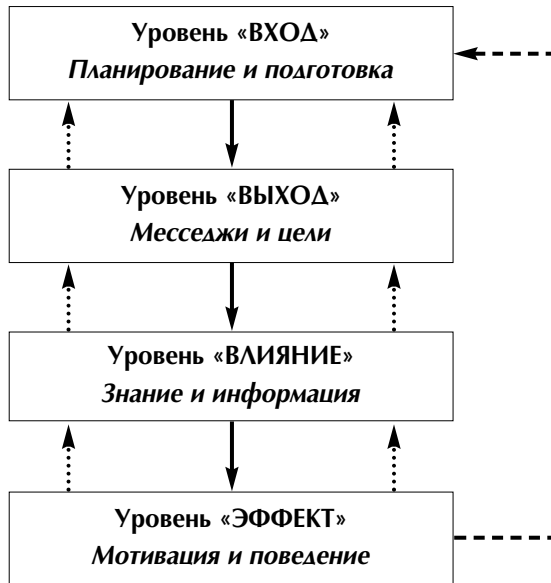 Уровень «ВХОД»
Планирование и подготовка
Уровень «ВЫХОД»
Месседжи и цели
Уровень «ВЛИЯНИЕ»
Знание и информация
Уровень «ЭФФЕКТ»
Мотивация и поведение